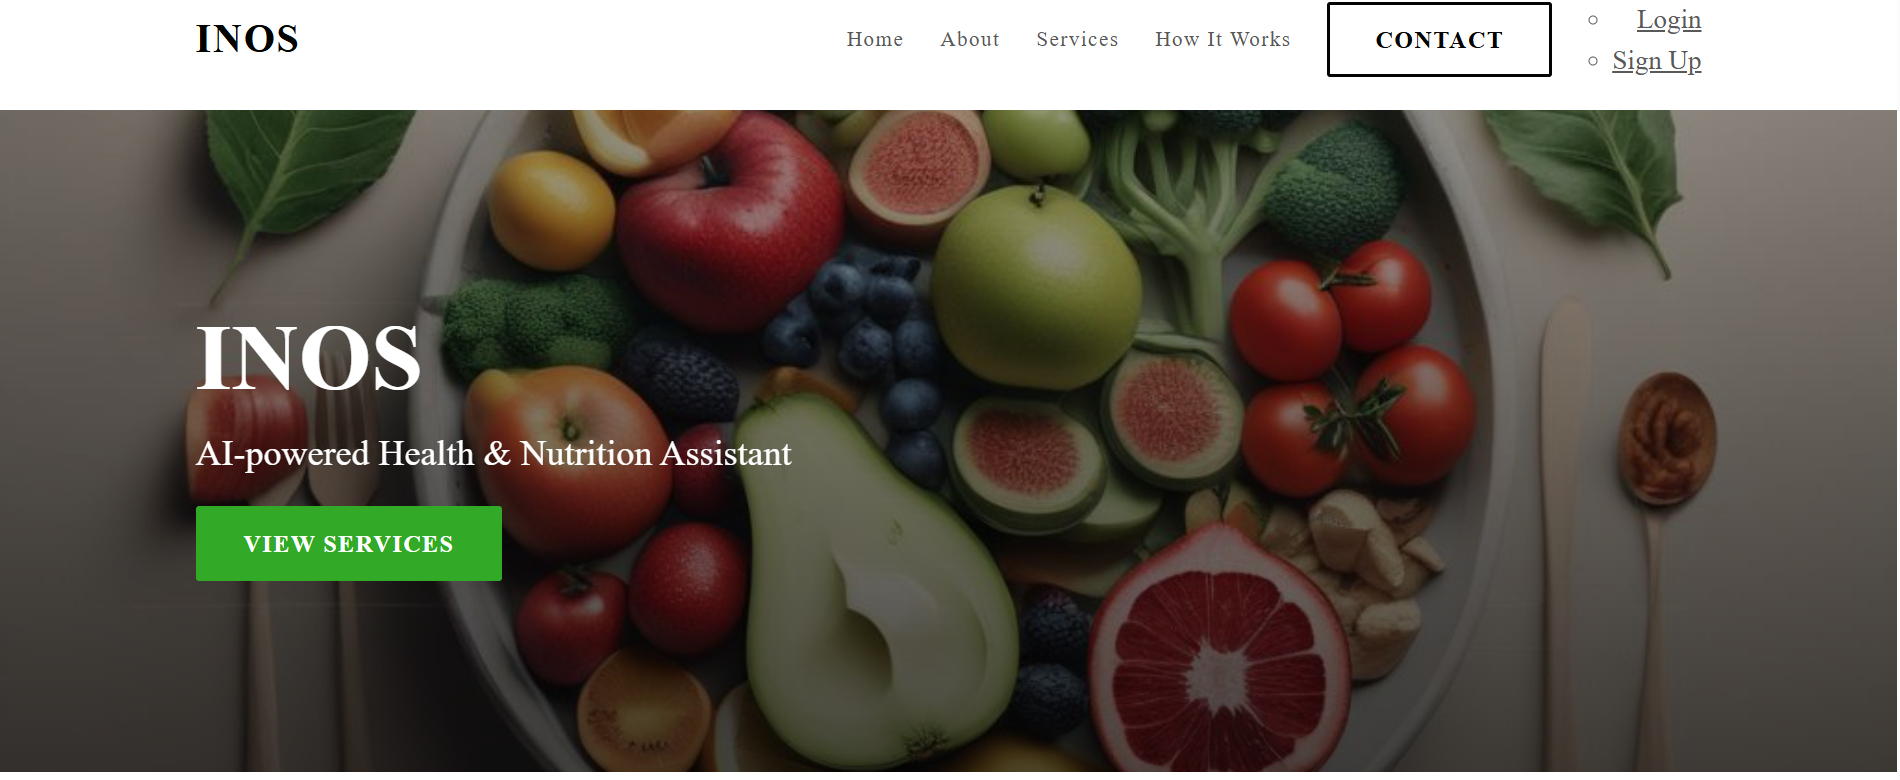 INOS
Home
About
Services
How It Works
CONTACT
Login
Sign Up
INOS
AI-powered Health & Nutrition Assistant
VIEW SERVICES